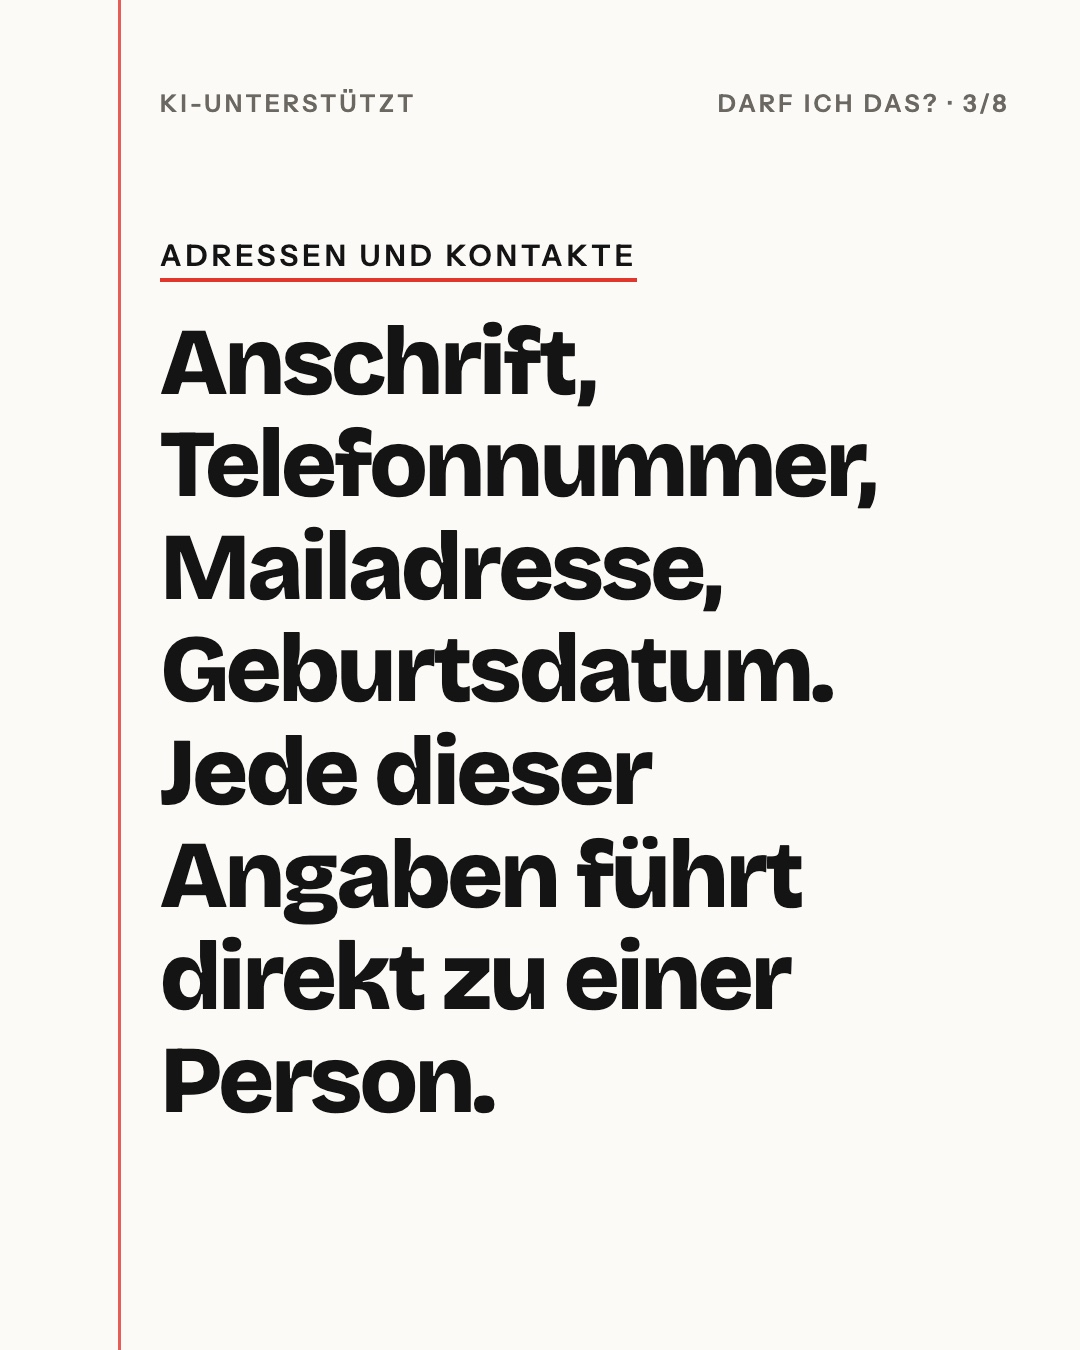 KI-UNTERSTÜTZT
DARF ICH DAS? · 3/8
ADRESSEN UND KONTAKTE
Anschrift,
Telefonnummer,
Mailadresse,
Geburtsdatum.
Jede dieser
Angaben führt
direkt zu einer
Person.